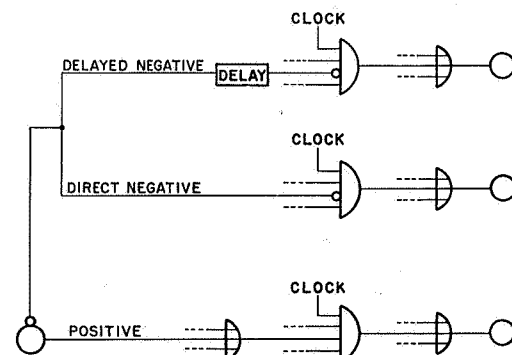 CLOCK
DELAYED NEGATIVE
DELAY
CLOCK
DIRECT NEGATIVE
CLOCK
POSITIVE